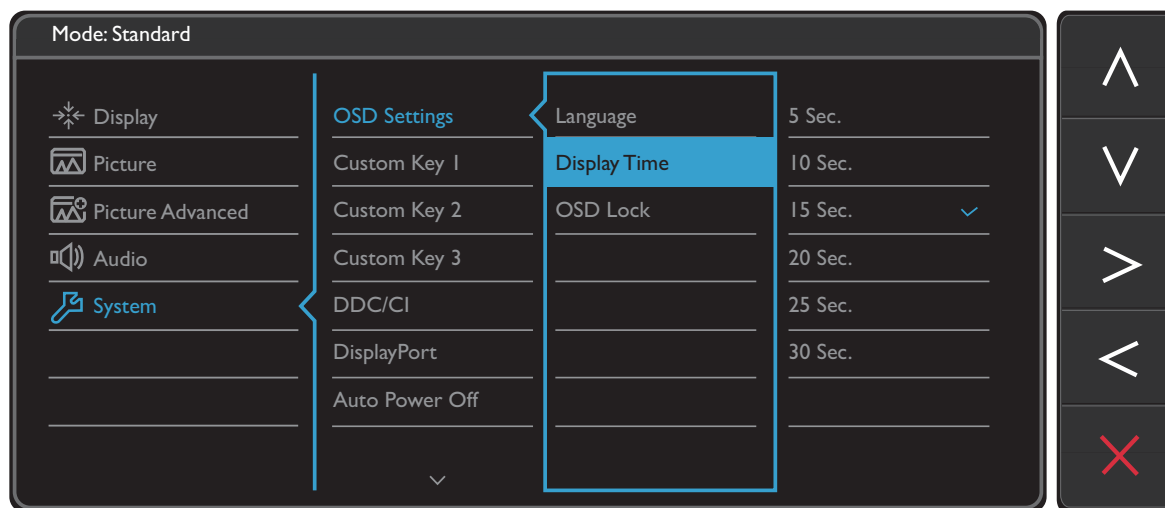 Mode: Standard
Display
Picture
Picture Advanced
Audio
System
OSD Settings
Custom Key 1
Custom Key 2
Custom Key 3
DDC/CI
DisplayPort
Auto Power Off
Language
Display Time
OSD Lock
5 Sec.
10 Sec.
15 Sec.
20 Sec.
25 Sec.
30 Sec.